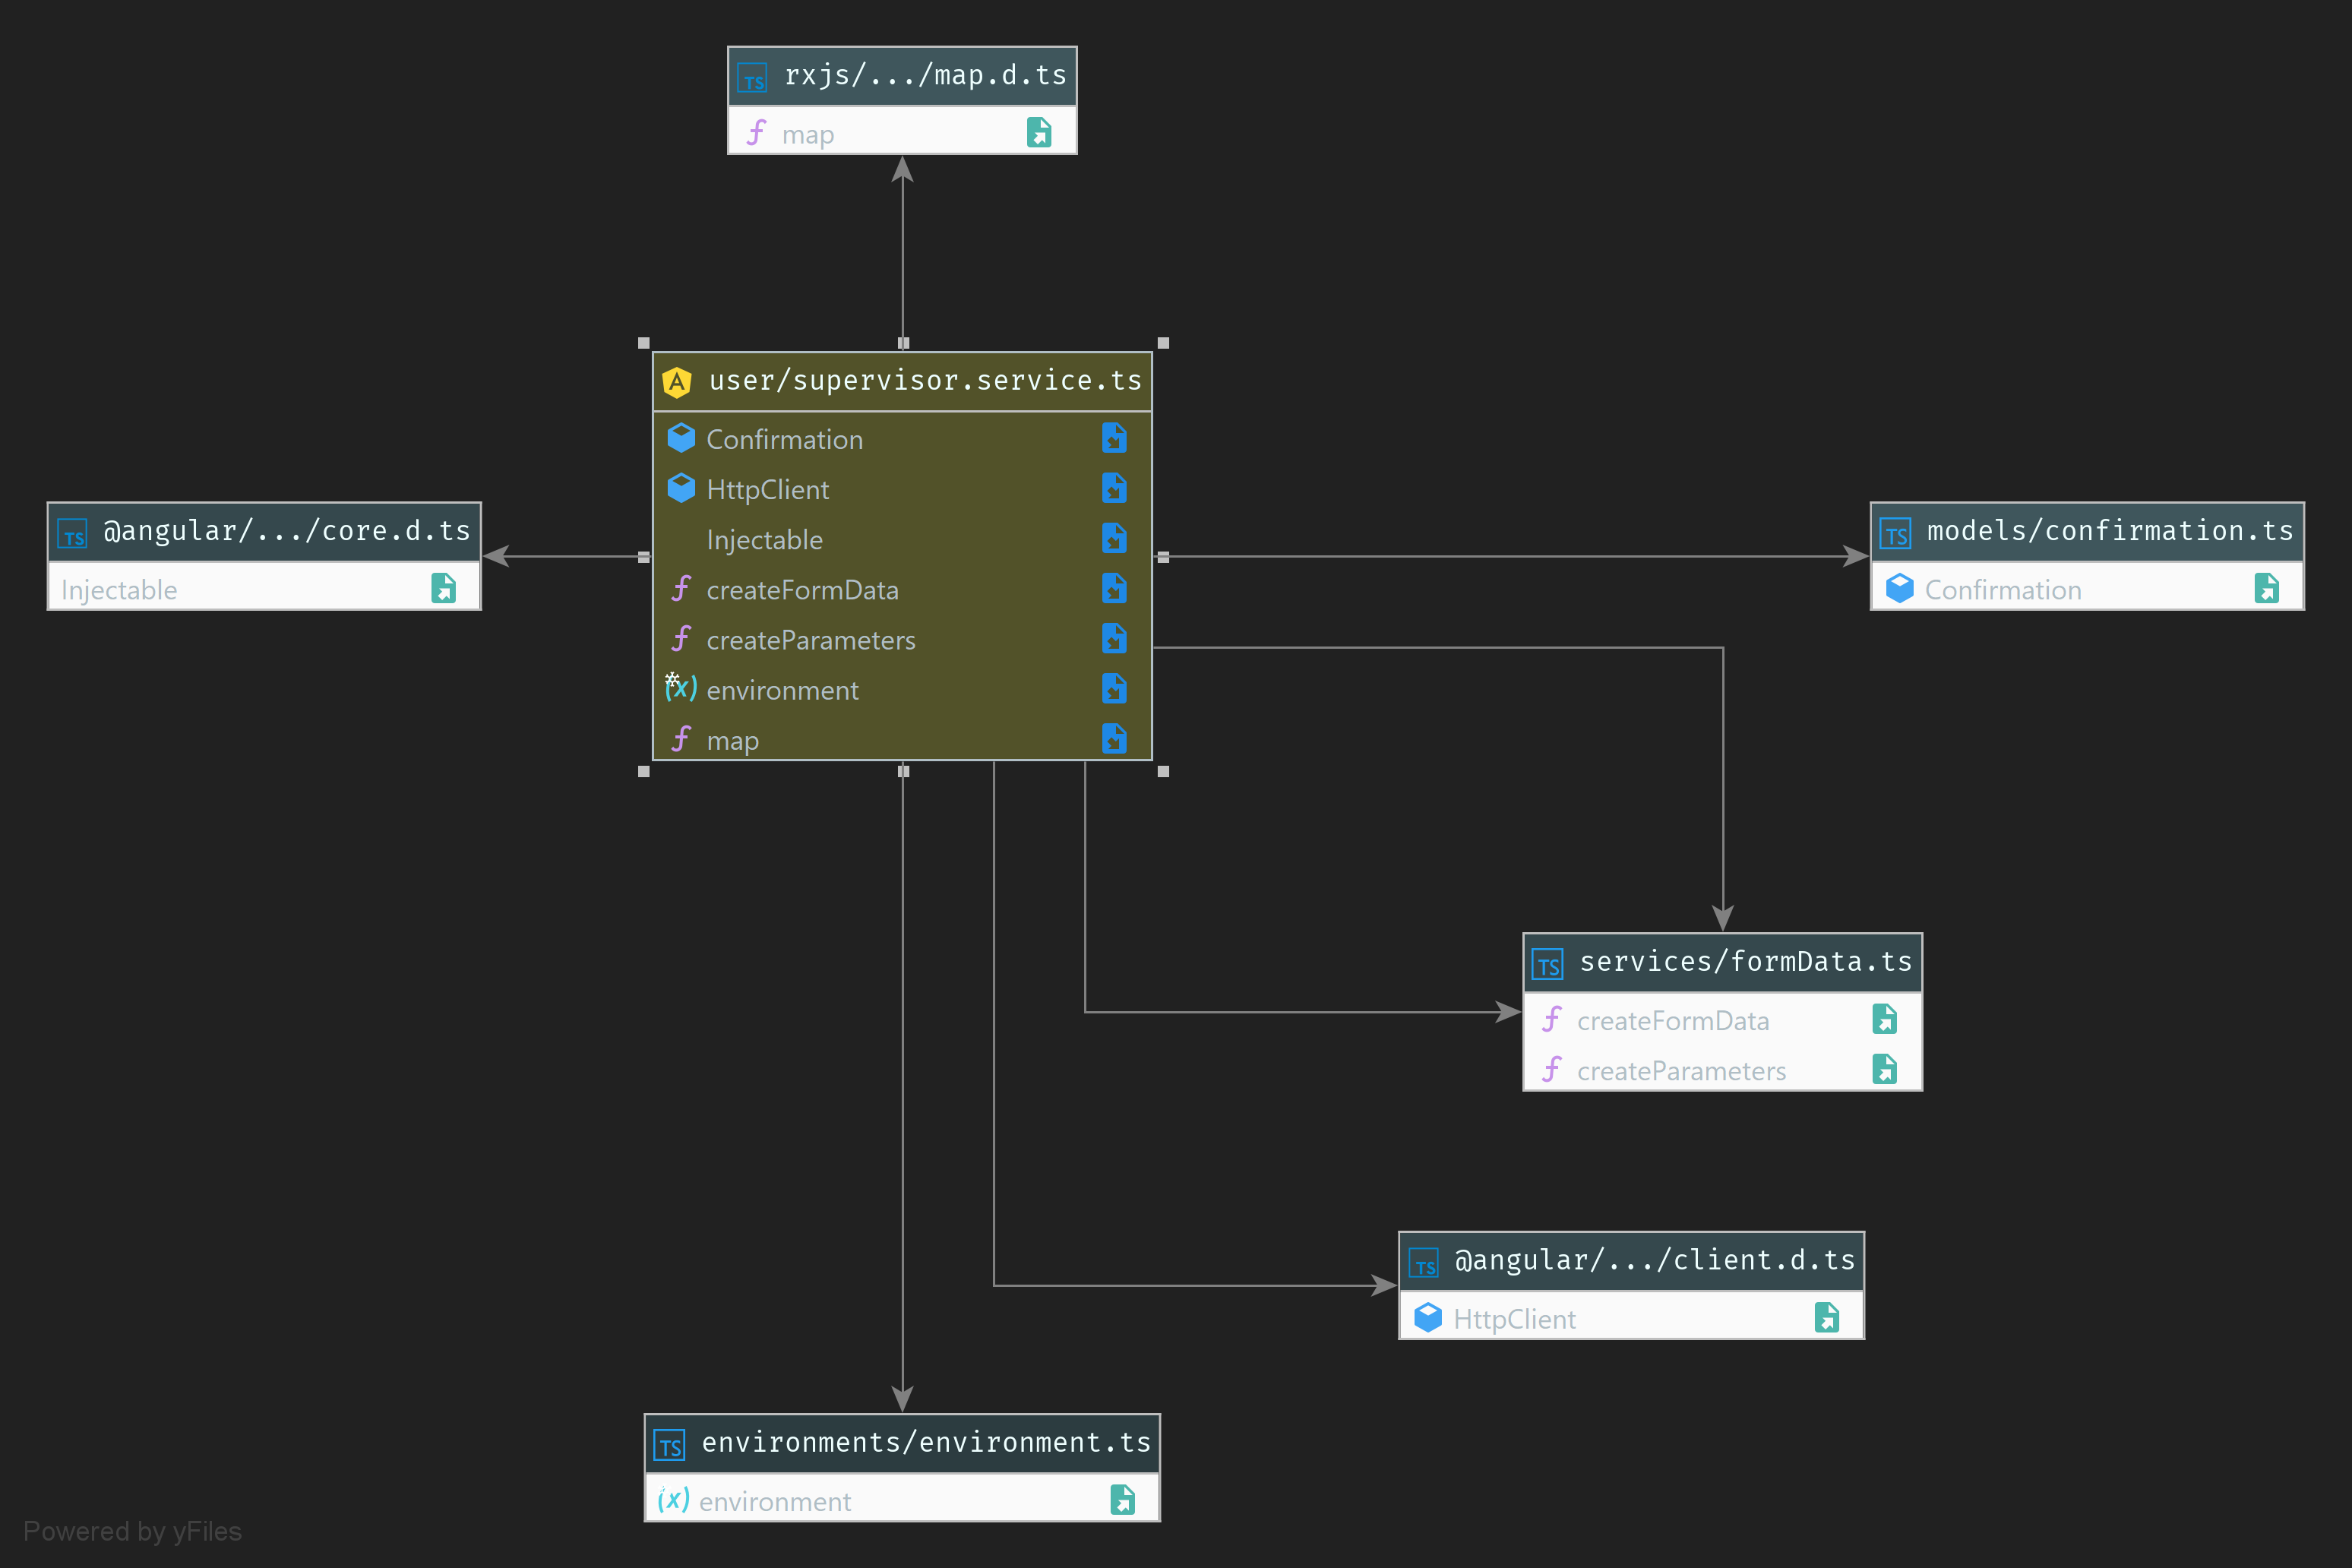 TS rxjs/.../map.d.ts
f map
A user/supervisor.service.ts
Confirmation
HttpClient
Injectable
f createFormData
f createParameters
(x) environment
f map
TS @angular/.../core.d.ts
Injectable
TS models/confirmation.ts
Confirmation
TS services/formData.ts
f createFormData
f createParameters
TS @angular/.../client.d.ts
HttpClient
TS environments/environment.ts
(x) environment
Powered by yFiles